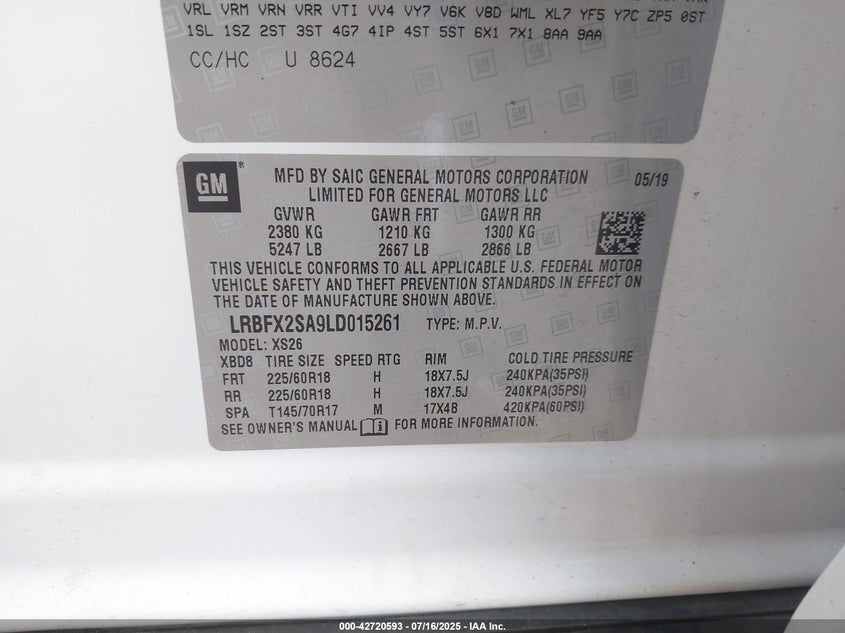 VRL VRM VRN VRR VTI VV4 VY7 V6K V8D WML XL7 YF5 Y7C ZP5 0ST
1SL 1SZ 2ST 3ST 4G7 4IP 4ST 5ST 6X1 7X1 8AA 9AA
CC/HC U 8624
GM
MFD BY SAIC GENERAL MOTORS CORPORATION 05/19
LIMITED FOR GENERAL MOTORS LLC
GVWR GAWR FRT GAWR RR
2380 KG 1210 KG 1300 KG
5247 LB 2667 LB 2866 LB
THIS VEHICLE CONFORMS TO ALL APPLICABLE U.S. FEDERAL MOTOR
VEHICLE SAFETY AND THEFT PREVENTION STANDARDS IN EFFECT ON
THE DATE OF MANUFACTURE SHOWN ABOVE.
LRBFX2SA9LD015261 TYPE: M.P.V.
MODEL: XS26
XBD8 TIRE SIZE SPEED RTG RIM COLD TIRE PRESSURE
FRT 225/60R18 H 18X7.5J 240KPA(35PSI)
RR 225/60R18 H 18X7.5J 240KPA(35PSI)
SPA T145/70R17 M 17X4B 420KPA(60PSI)
SEE OWNER'S MANUAL FOR MORE INFORMATION.
000-42720593 - 07/16/2025 - IAA Inc.